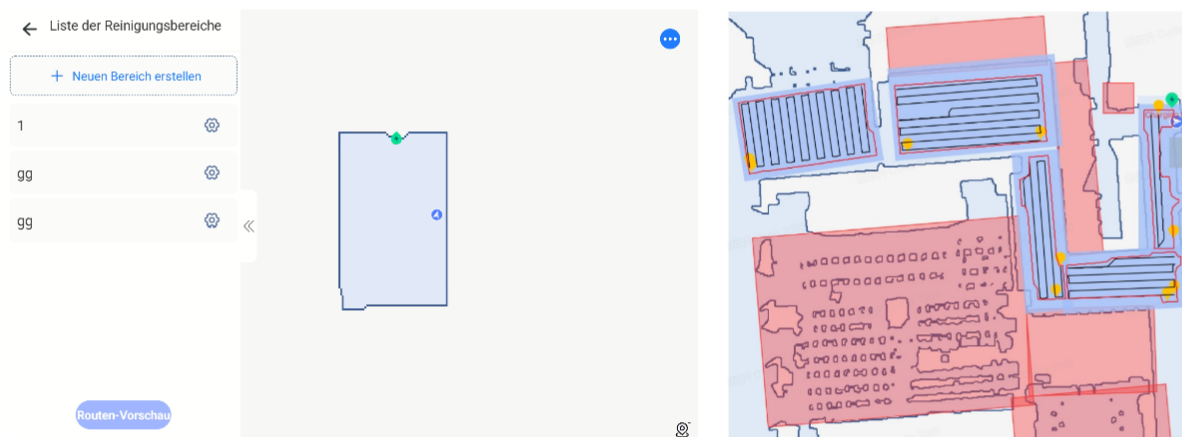 Liste der Reinigungsbereiche
+ Neuen Bereich erstellen
1
gg
gg
Routen-Vorschau